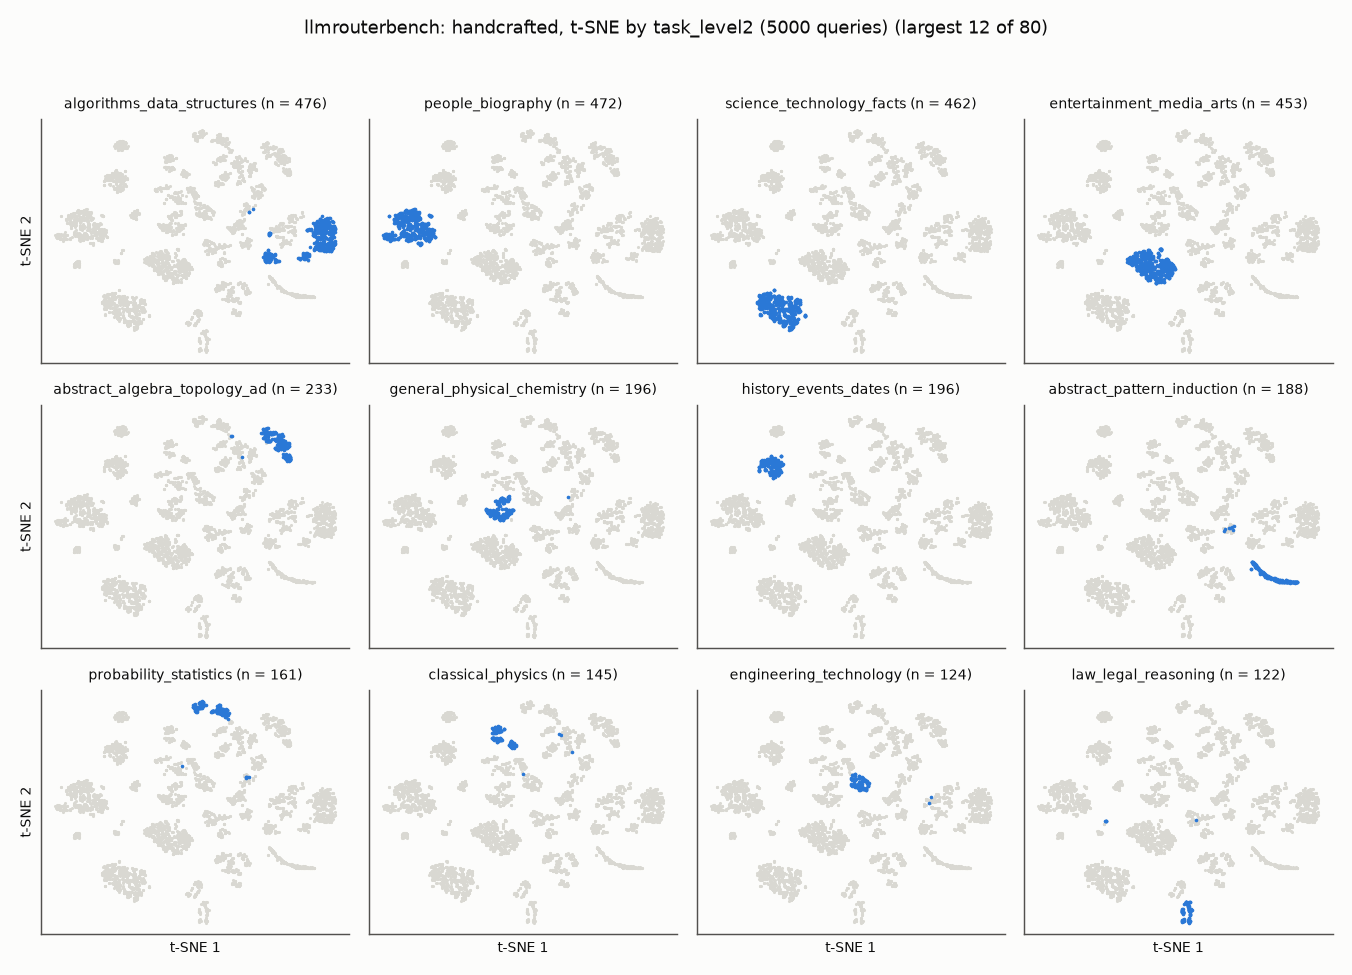 llmrouterbench: handcrafted, t-SNE by task_level2 (5000 queries) (largest 12 of 80)
algorithms_data_structures (n = 476)
people_biography (n = 472)
science_technology_facts (n = 462)
entertainment_media_arts (n = 453)
t-SNE 2
abstract_algebra_topology_ad (n = 233)
general_physical_chemistry (n = 196)
history_events_dates (n = 196)
abstract_pattern_induction (n = 188)
t-SNE 2
probability_statistics (n = 161)
classical_physics (n = 145)
engineering_technology (n = 124)
law_legal_reasoning (n = 122)
t-SNE 2
t-SNE 1
t-SNE 1
t-SNE 1
t-SNE 1